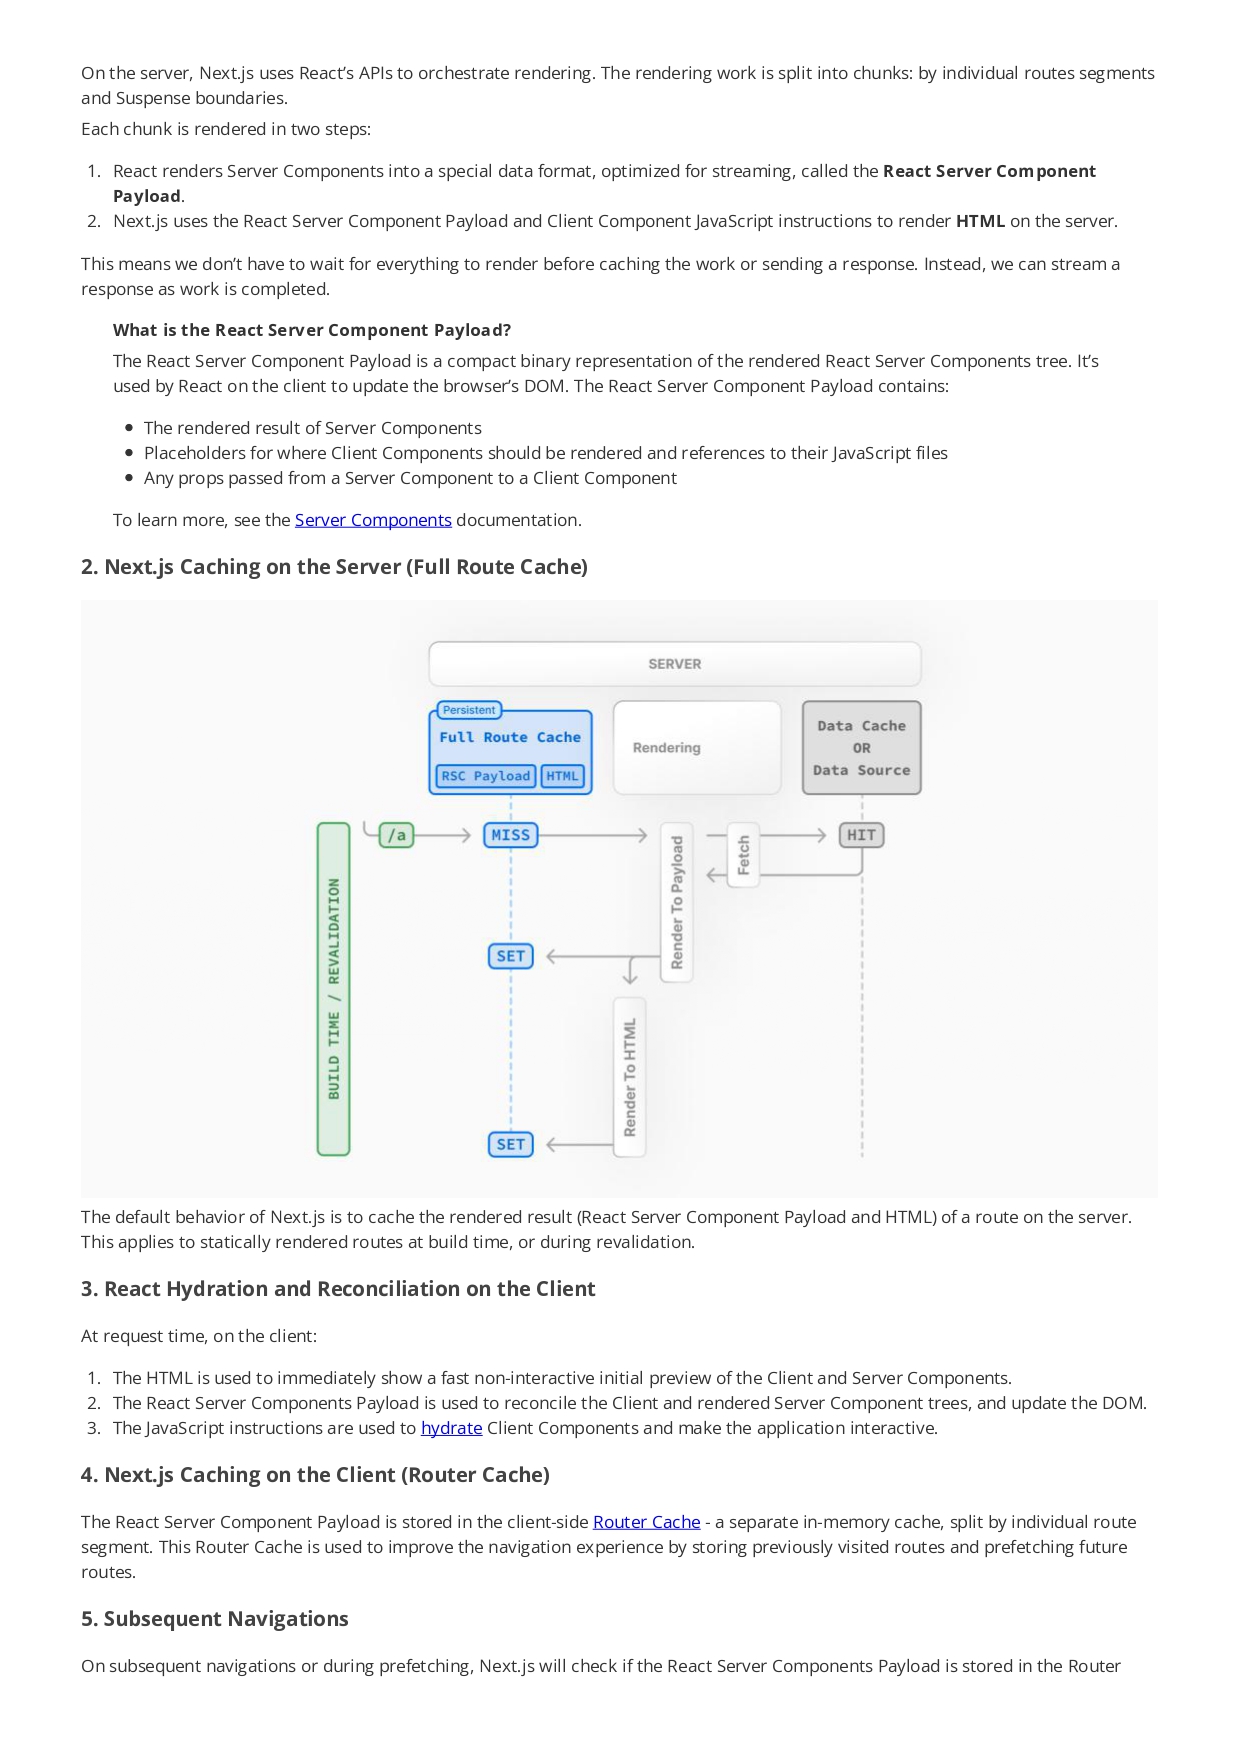 On the server, Next.js uses React’s APIs to orchestrate rendering. The rendering work is split into chunks: by individual routes segments
and Suspense boundaries.
Each chunk is rendered in two steps:
1. React renders Server Components into a special data format, optimized for streaming, called the React Server Component
Payload.
2. Next.js uses the React Server Component Payload and Client Component JavaScript instructions to render HTML on the server.
This means we don’t have to wait for everything to render before caching the work or sending a response. Instead, we can stream a
response as work is completed.
What is the React Server Component Payload?
The React Server Component Payload is a compact binary representation of the rendered React Server Components tree. It’s
used by React on the client to update the browser’s DOM. The React Server Component Payload contains:
• The rendered result of Server Components
• Placeholders for where Client Components should be rendered and references to their JavaScript files
• Any props passed from a Server Component to a Client Component
To learn more, see the Server Components documentation.
2. Next.js Caching on the Server (Full Route Cache)
SERVER
Persistent
Full Route Cache
RSC Payload HTML
Rendering
Data Cache
OR
Data Source
BUILD TIME / REVALIDATION
/a
MISS
Render To Payload
Fetch
HIT
SET
Render To HTML
SET
The default behavior of Next.js is to cache the rendered result (React Server Component Payload and HTML) of a route on the server.
This applies to statically rendered routes at build time, or during revalidation.
3. React Hydration and Reconciliation on the Client
At request time, on the client:
1. The HTML is used to immediately show a fast non-interactive initial preview of the Client and Server Components.
2. The React Server Components Payload is used to reconcile the Client and rendered Server Component trees, and update the DOM.
3. The JavaScript instructions are used to hydrate Client Components and make the application interactive.
4. Next.js Caching on the Client (Router Cache)
The React Server Component Payload is stored in the client-side Router Cache - a separate in-memory cache, split by individual route
segment. This Router Cache is used to improve the navigation experience by storing previously visited routes and prefetching future
routes.
5. Subsequent Navigations
On subsequent navigations or during prefetching, Next.js will check if the React Server Components Payload is stored in the Router